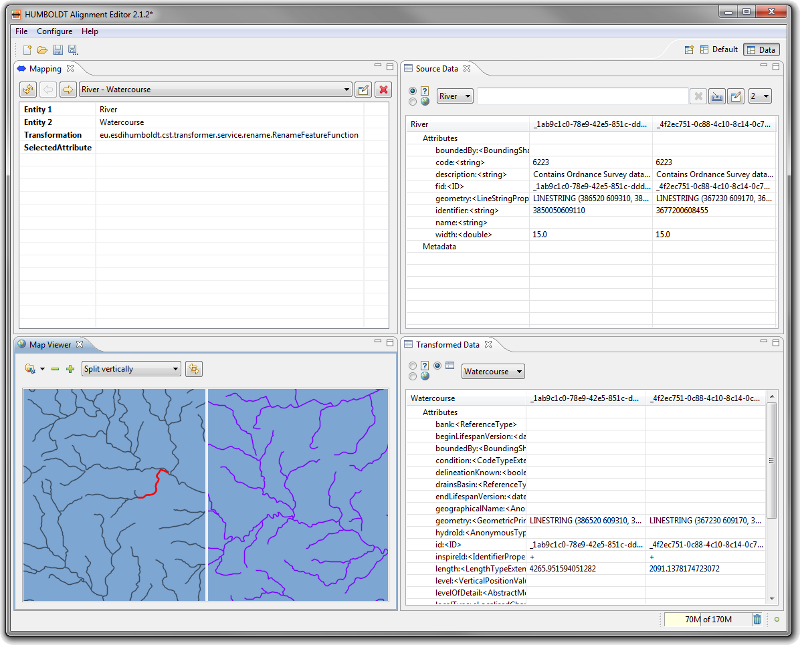 HUMBOLDT Alignment Editor 2.1.2*
File Configure Help
Default Data
Mapping
River - Watercourse
Entity 1 River
Entity 2 Watercourse
Transformation eu.esdihumboldt.cst.transformer.service.rename.RenameFeatureFunction
SelectedAttribute
Source Data
? River 2
River _1ab9c1c0-78e9-42e5-851c-dd... _4f2ec751-0c88-4c10-8c14-0c7...
Attributes
boundedBy:<BoundingSha
code:<string> 6223 6223
description:<string> Contains Ordnance Survey data... Contains Ordnance Survey data...
fid:<ID> _1ab9c1c0-78e9-42e5-851c-ddd... _4f2ec751-0c88-4c10-8c14-0c7...
geometry:<LineStringProp LINESTRING (386520 609310, 38... LINESTRING (367230 609170, 36...
identifier:<string> 3850050609110 3677200608455
name:<string>
width:<double> 15.0 15.0
Metadata
Map Viewer
Split vertically
Transformed Data
? Watercourse
Watercourse _1ab9c1c0-78e9-42e5-851c-dd... _4f2ec751-0c88-4c10-8c14-0c...
Attributes
bank:<ReferenceType>
beginLifespanVersion:<da
boundedBy:<BoundingSh
condition:<CodeTypeExte
delineationKnown:<boole
drainsBasin:<ReferenceTy
endLifespanVersion:<date
geographicalName:<Ano
geometry:<GeometricPrir LINESTRING (386520 609310, 3... LINESTRING (367230 609170, 3...
hydroId:<AnonymousTyp
id:<ID> _1ab9c1c0-78e9-42e5-851c-dd... _4f2ec751-0c88-4c10-8c14-0c7...
inspireId:<IdentifierPrope + +
length:<LengthTypeExten 4265.951594051282 2091.1378174723072
level:<VerticalPositionVal
levelOfDetail:<AbstractMe
70M of 170M